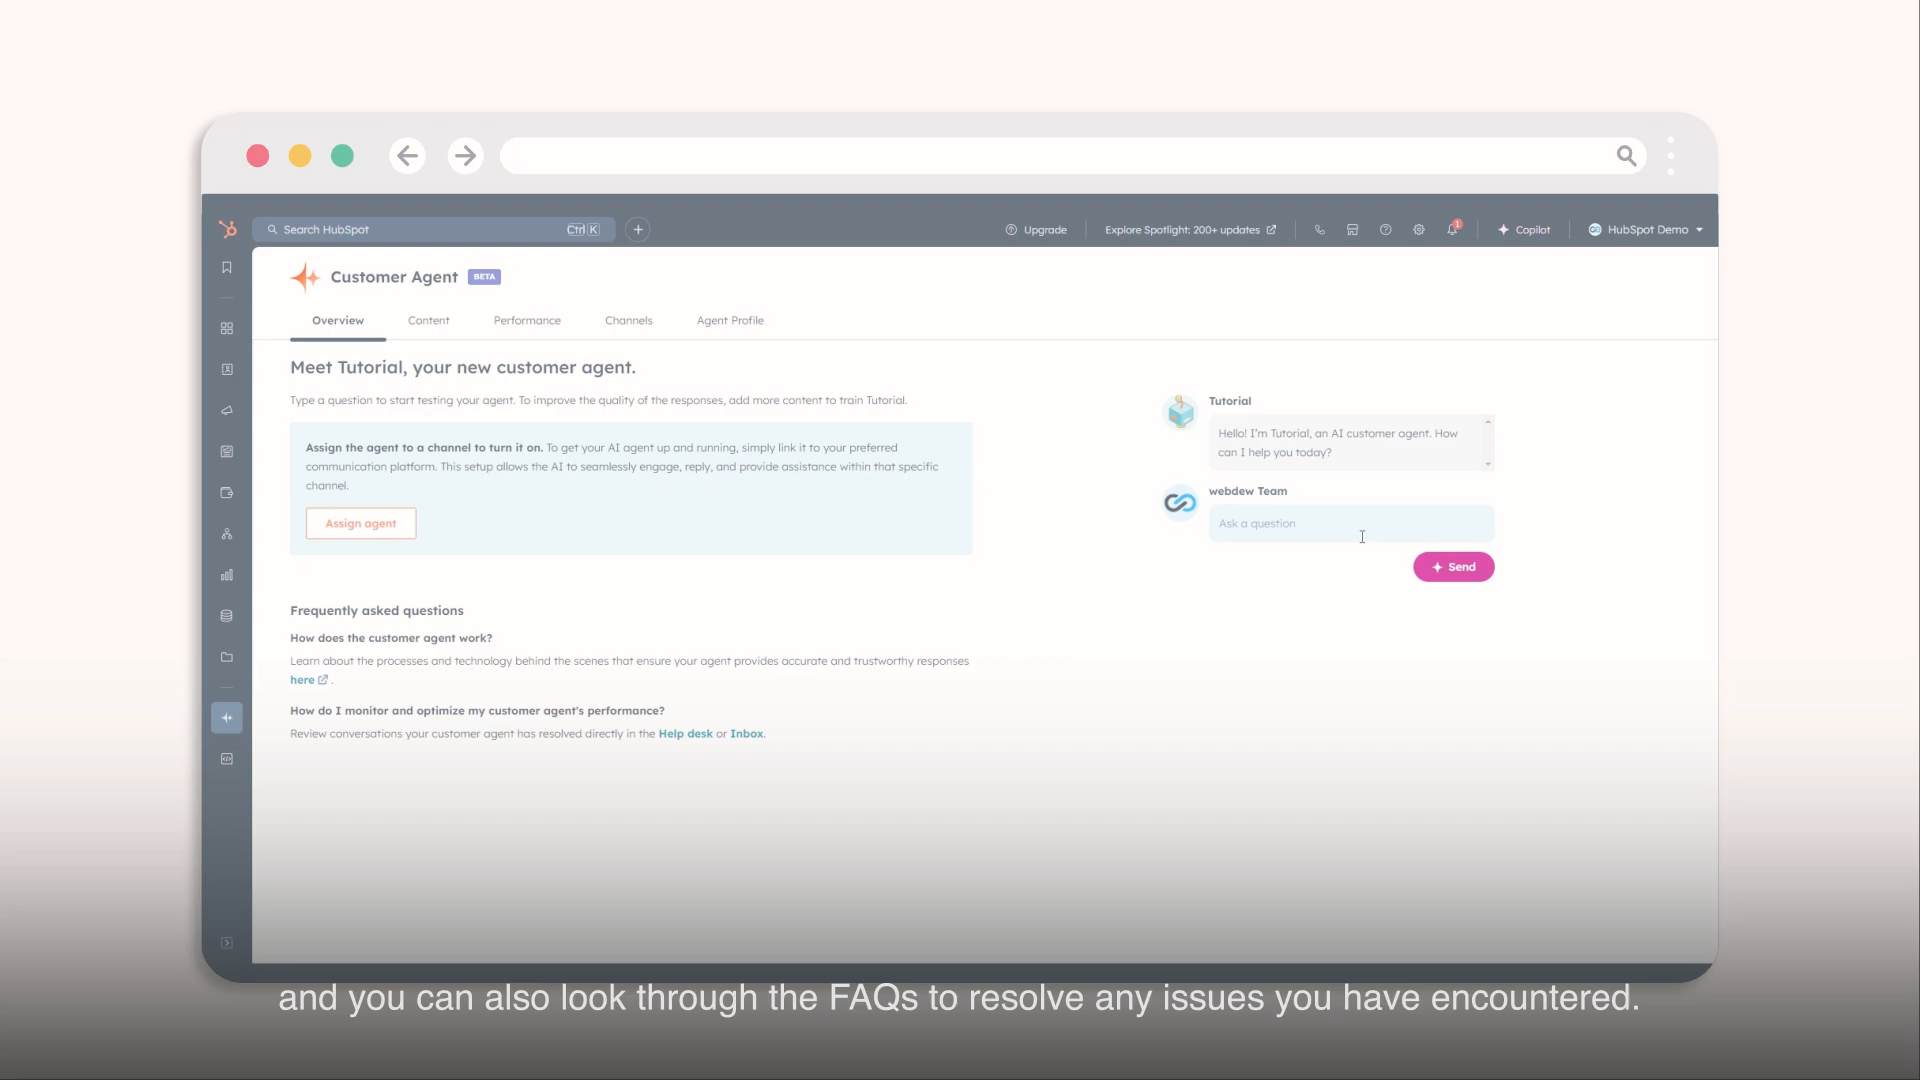 Search HubSpot
Ctrl K
Upgrade
Explore Spotlight: 200+ updates
1
Copilot
HubSpot Demo
Customer Agent
BETA
Overview
Content
Performance
Channels
Agent Profile
Meet Tutorial, your new customer agent.
Type a question to start testing your agent. To improve the quality of the responses, add more content to train Tutorial.
Assign the agent to a channel to turn it on. To get your AI agent up and running, simply link it to your preferred
communication platform. This setup allows the AI to seamlessly engage, reply, and provide assistance within that specific
channel.
Assign agent
Tutorial
Hello! I'm Tutorial, an AI customer agent. How
can I help you today?
webdew Team
Ask a question
Send
Frequently asked questions
How does the customer agent work?
Learn about the processes and technology behind the scenes that ensure your agent provides accurate and trustworthy responses
here .
How do I monitor and optimize my customer agent's performance?
Review conversations your customer agent has resolved directly in the Help desk or Inbox.
and you can also look through the FAQs to resolve any issues you have encountered.